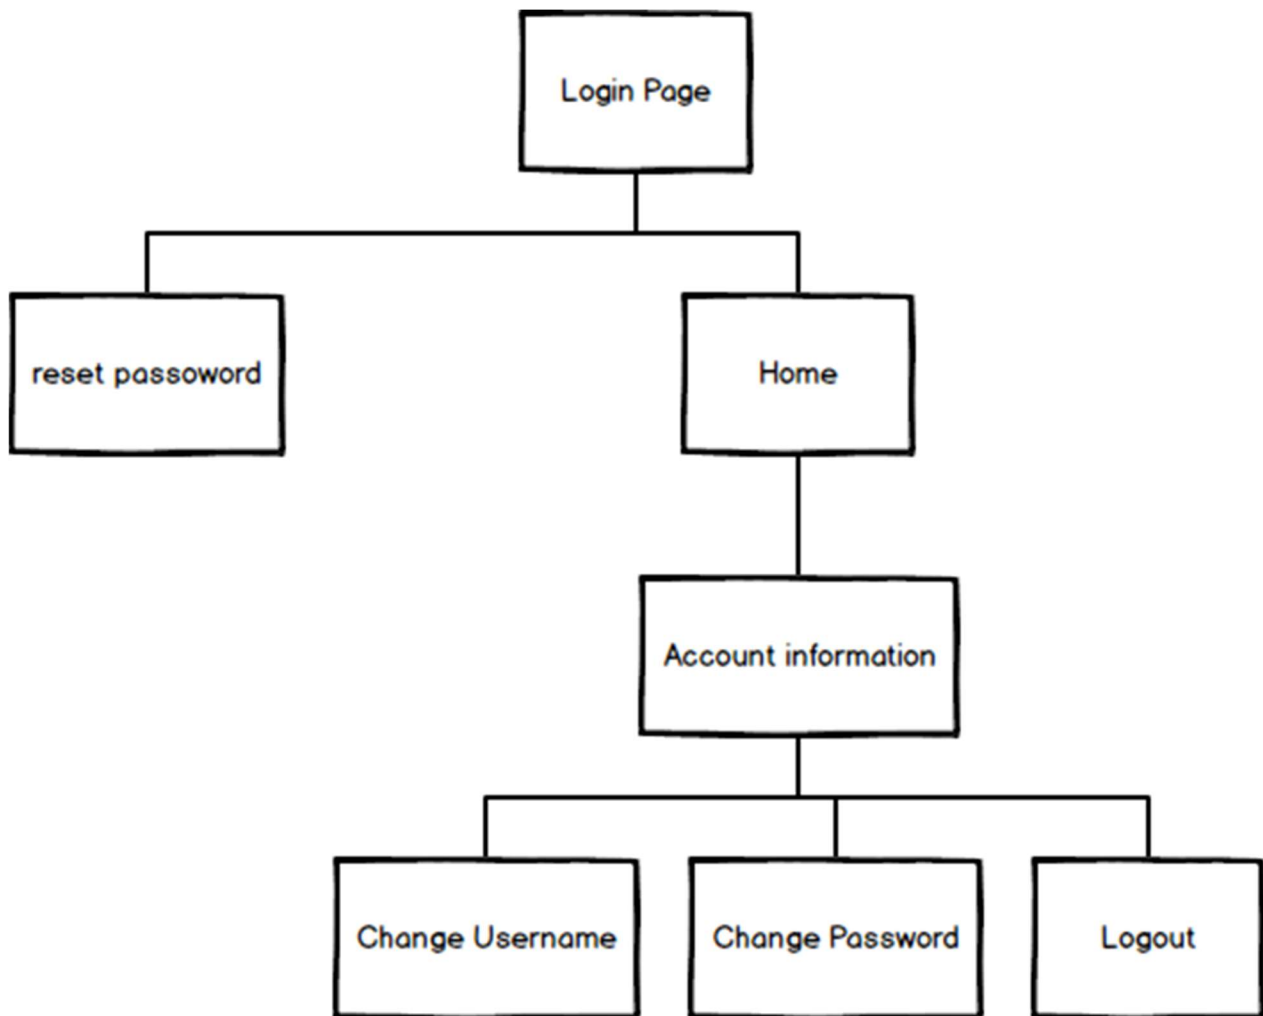 Login Page
reset passoword
Home
Account information
Change Username
Change Password
Logout